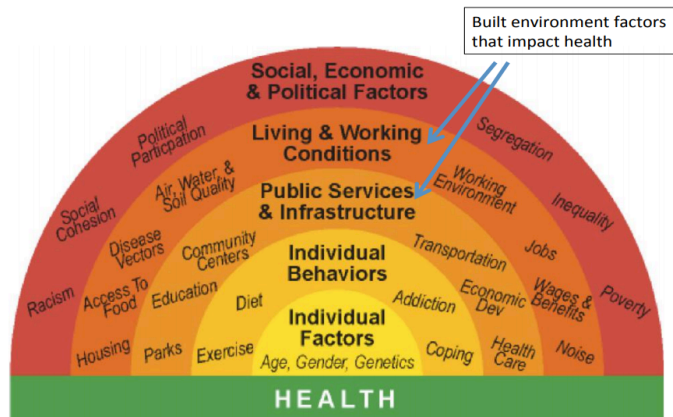 Built environment factors
that impact health
Social, Economic
& Political Factors
Political
Particpation
Segregation
Social
Cohesion
Inequality
Racism
Poverty
Living & Working
Conditions
Air, Water, &
Soil Quality
Working
Environment
Disease
Vectors
Jobs
Access To
Food
Wages &
Benefits
Housing
Noise
Public Services
& Infrastructure
Community
Centers
Transportation
Education
Economic
Dev
Parks
Health
Care
Individual
Behaviors
Diet
Addiction
Exercise
Coping
Individual
Factors
Age, Gender, Genetics
HEALTH